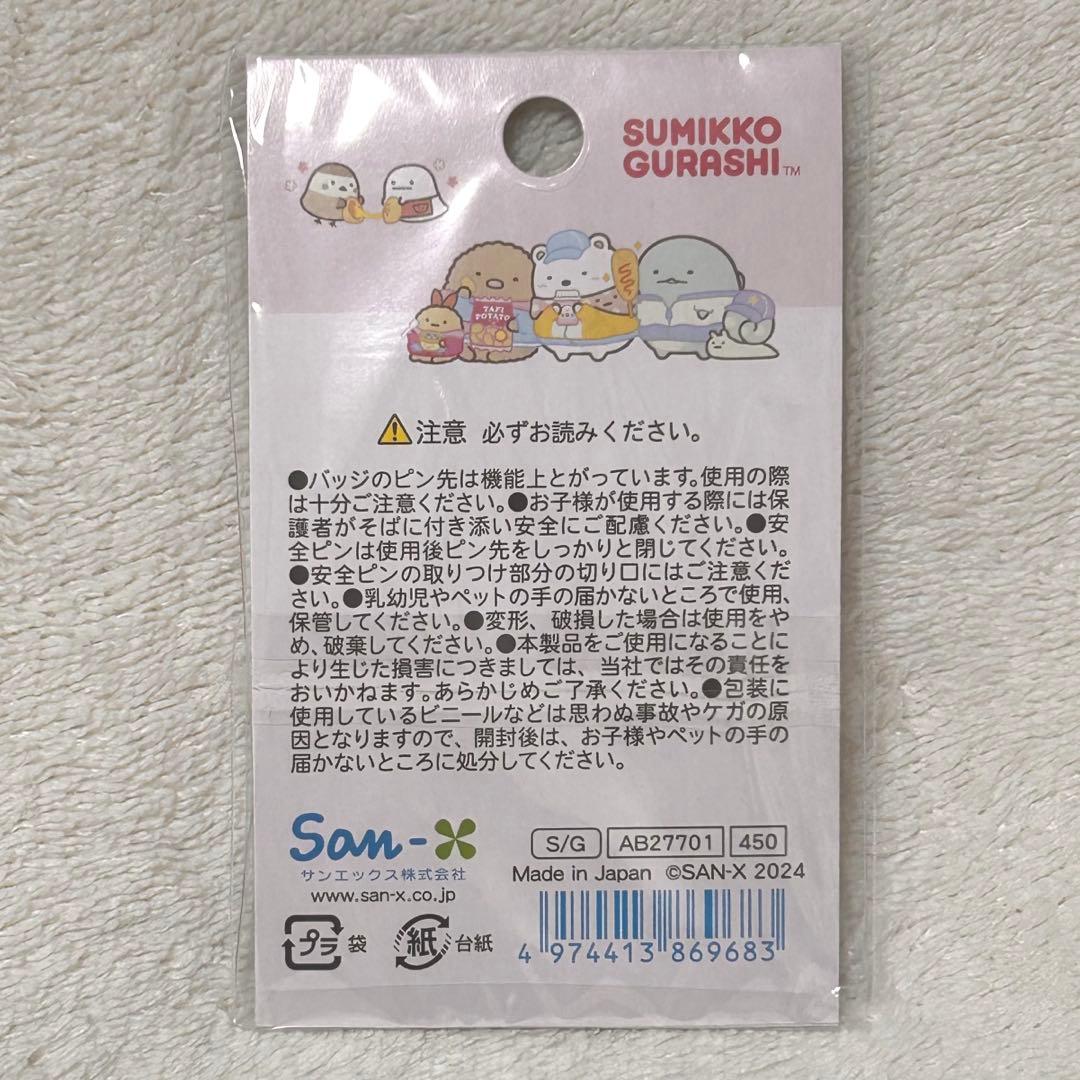 SUMIKKO
GURASHI™
TAPI
POTATO
注意 必ずお読みください。
●バッジのピン先は機能上とがっています。使用の際
は十分ご注意ください。●お子様が使用する際には保
護者がそばに付き添い安全にご配慮ください。●安
全ピンは使用後ピン先をしっかりと閉じてください。
●安全ピンの取りつけ部分の切り口にはご注意くだ
さい。●乳幼児やペットの手の届かないところで使用、
保管してください。●変形、破損した場合は使用をや
め、破棄してください。●本製品をご使用になることに
より生じた損害につきましては、当社ではその責任を
おいかねます。あらかじめご了承ください。●包装に
使用しているビニールなどは思わぬ事故やケガの原
因となりますので、開封後は、お子様やペットの手の
届かないところに処分してください。
San-X
サンエックス株式会社
www.san-x.co.jp
S/G AB27701 450
Made in Japan ©SAN-X 2024
プラ 袋 紙 台紙
4 974413 869683